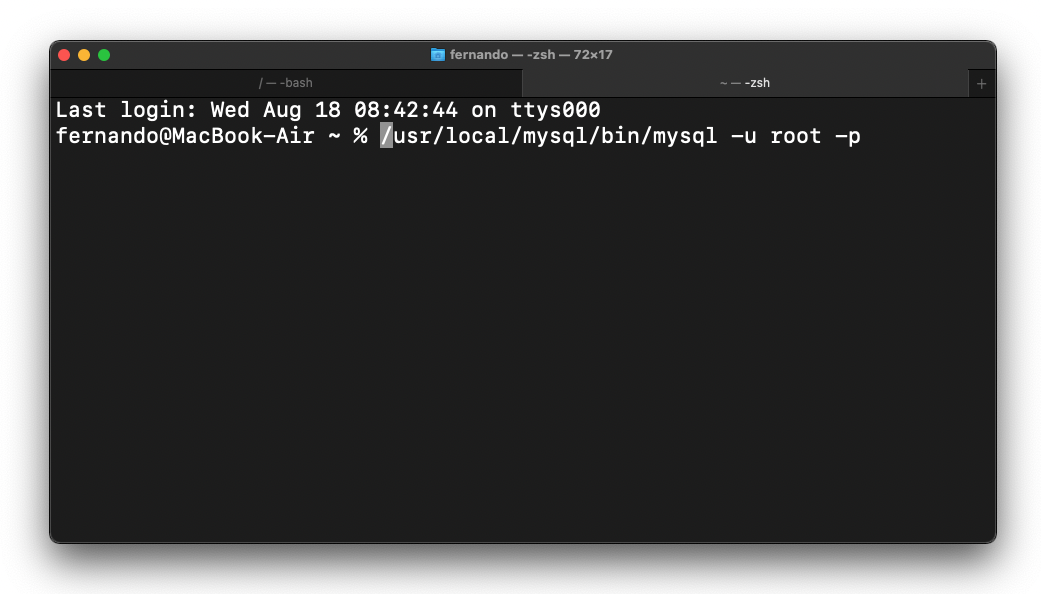 fernando — -zsh — 72×17
/ — -bash
~ — -zsh
+
Last login: Wed Aug 18 08:42:44 on ttys000
fernando@MacBook-Air ~ % /usr/local/mysql/bin/mysql -u root -p